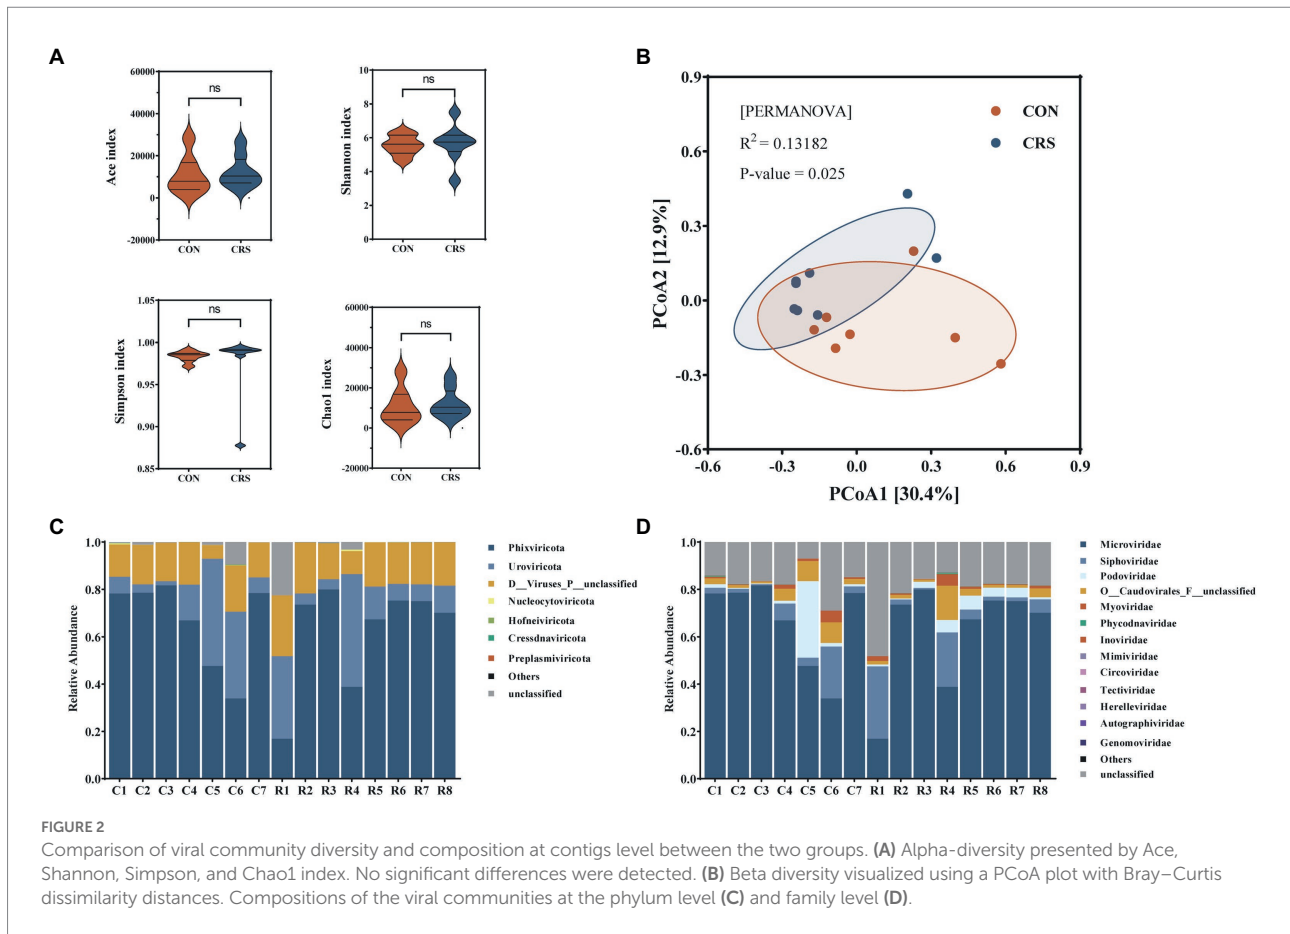 A
60000
40000
20000
0
-20000
Ace index
ns
CON CRS
10
8
6
4
2
0
Shannon index
ns
CON CRS
1.05
1.00
0.95
0.90
0.85
Simpson index
ns
CON CRS
60000
40000
20000
0
-20000
Chao1 index
ns
CON CRS
B
0.9
0.6
0.3
0.0
-0.3
-0.6
PCoA2 [12.9%]
[PERMANOVA]
R2 = 0.13182
P-value = 0.025
CON
CRS
-0.6 -0.3 0.0 0.3 0.6 0.9
PCoA1 [30.4%]
C
1.0
0.8
0.6
0.4
0.2
0.0
Relative Abundance
C1 C2 C3 C4 C5 C6 C7 R1 R2 R3 R4 R5 R6 R7 R8
Phixviricota
Uroviricota
D__Viruses_P__unclassified
Nucleocytoviricota
Hofneiviricota
Cressdnaviricota
Preplasmiviricota
Others
unclassified
D
1.0
0.8
0.6
0.4
0.2
0.0
Relative Abundance
C1 C2 C3 C4 C5 C6 C7 R1 R2 R3 R4 R5 R6 R7 R8
Microviridae
Siphoviridae
Podoviridae
O__Caudovirales_F__unclassified
Myoviridae
Phycodnaviridae
Inoviridae
Mimiviridae
Circoviridae
Tectiviridae
Herelleviridae
Autographiviridae
Genomoviridae
Others
unclassified
FIGURE 2
Comparison of viral community diversity and composition at contigs level between the two groups. (A) Alpha-diversity presented by Ace,
Shannon, Simpson, and Chao1 index. No significant differences were detected. (B) Beta diversity visualized using a PCoA plot with Bray–Curtis
dissimilarity distances. Compositions of the viral communities at the phylum level (C) and family level (D).